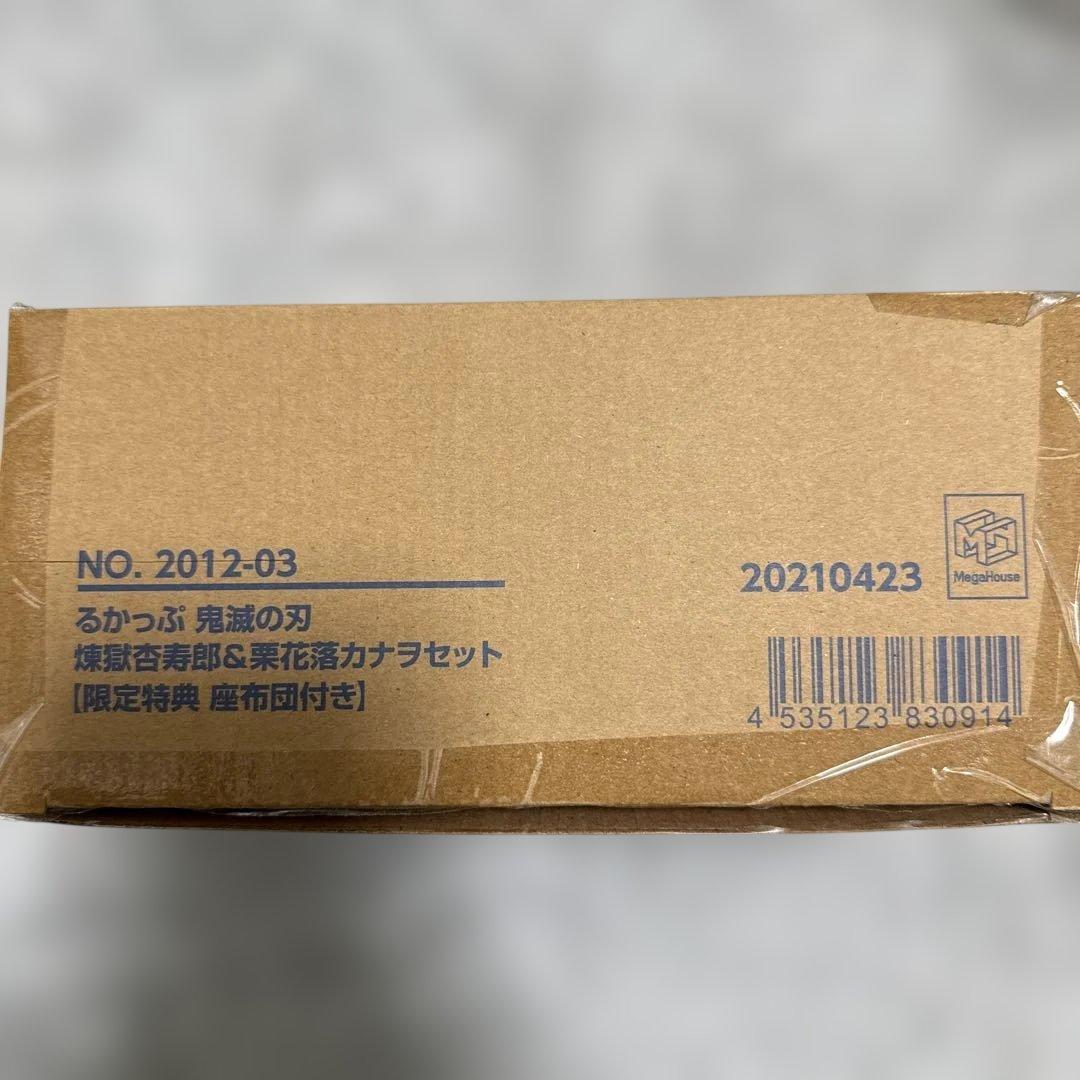 NO. 2012-03
るかっぷ 鬼滅の刃
煉獄杏寿郎&栗花落カナヲセット
【限定特典 座布団付き】
20210423
MegaHouse
4 535123 830914